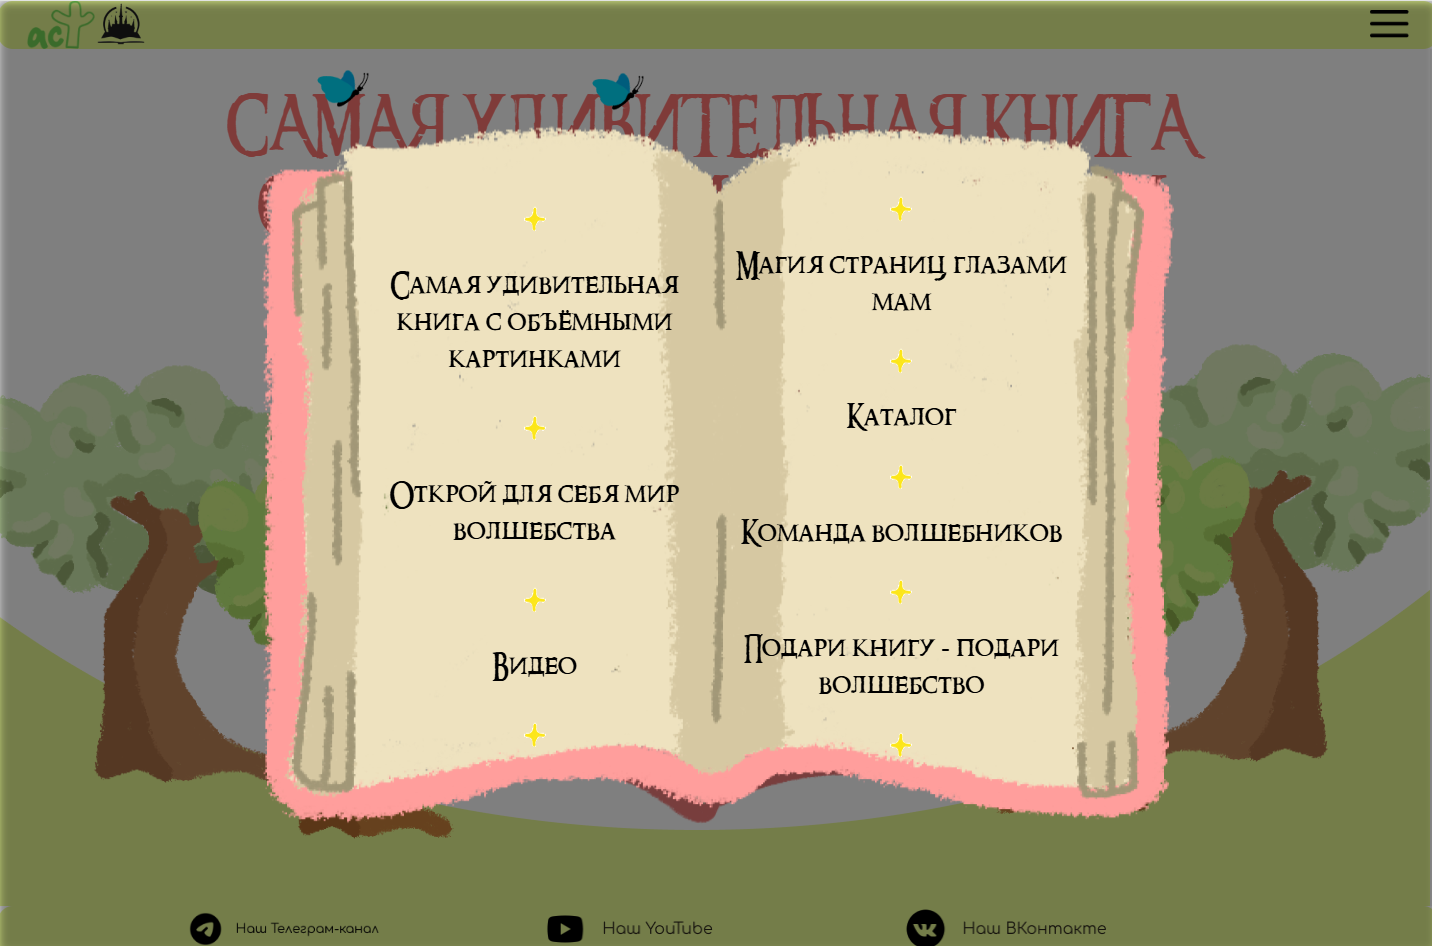 аст
САМАЯ УДИВИТЕЛЬНАЯ КНИГА
Самая удивительная
книга с объёмными
картинками
Открой для себя мир
волшебства
Видео
Магия страниц глазами
мам
Каталог
Команда волшебников
Подари книгу - подари
волшебство
Наш Телеграм-канал
Наш YouTube
Наш ВКонтакте